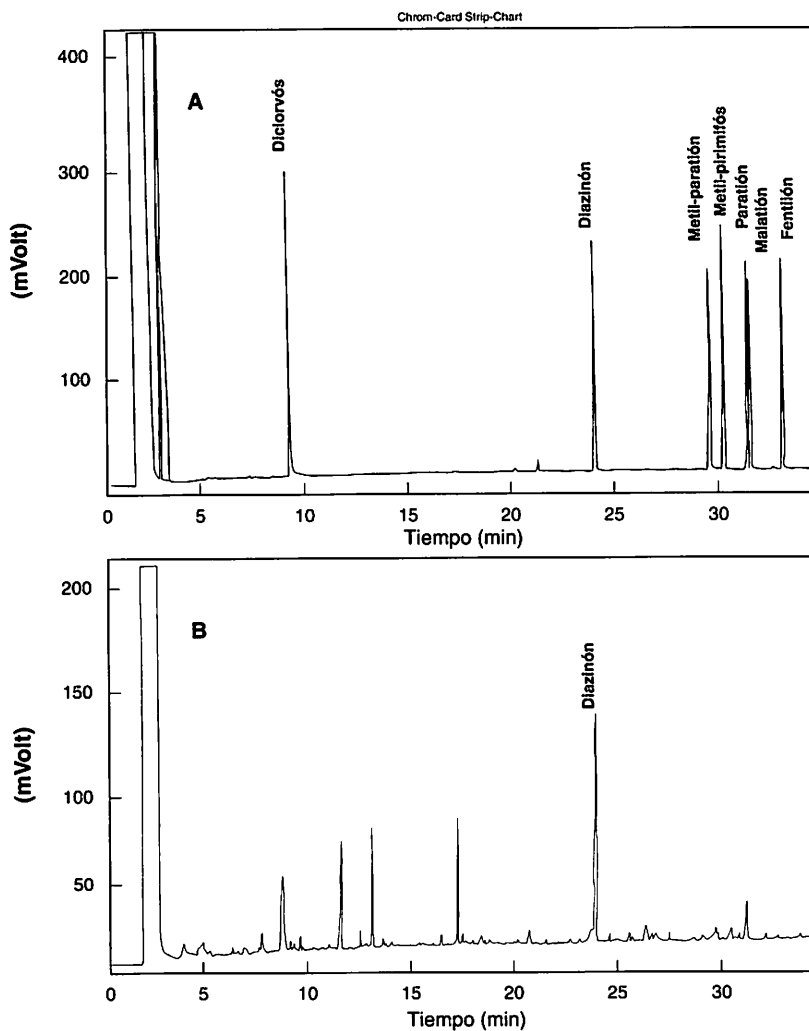 Chrom-Card Strip-Chart
(mVolt)
400
300
200
100
A
Diclorvós
Diazinón
Metil-paratión
Metil-pirimifós
Paratión
Malatión
Fentiión
0
5
10
15
20
25
30
Tiempo (min)
(mVolt)
200
150
100
50
B
Diazinón
0
5
10
15
20
25
30
Tiempo (min)